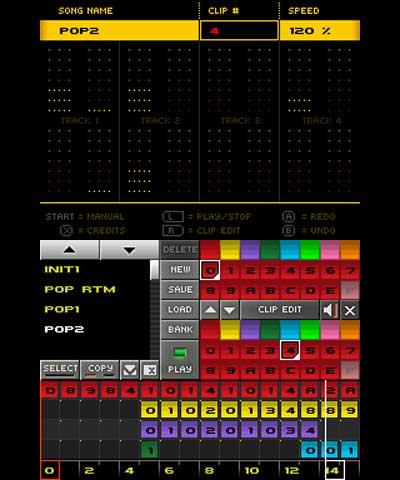 SONG NAME CLIP # SPEED
POP2 4 120 %
TRACK 1 TRACK 2 TRACK 3 TRACK 4
START = MANUAL L = PLAY/STOP A = REDO
X = CREDITS R = CLIP EDIT B = UNDO
DELETE
INIT1 NEW 0 1 2 3 4 5 6 7
POP RTM SAVE 8 9 A B C D E F
POP1 LOAD CLIP EDIT X
POP2 BANK 0 1 2 3 4 5 6 7
SELECT COPY X PLAY 8 9 A B C D E
D 8 9 8 4 1 0 1 4 1 0 1 4 A 2 A
0 1 0 2 0 1 3 4 8 8 9
0 1 0 2 0 1 3 4
1 0 0 1
0 2 4 6 8 10 12 14